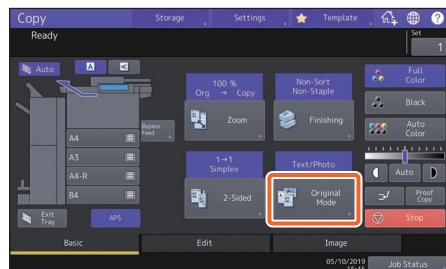 Copy
Storage
Settings
Template
?
Ready
Set
1
Auto
A
A
100 %
Org → Copy
Non-Sort
Non-Staple
Full
Color
Zoom
Finishing
Black
Bypass
Feed
Auto
Color
A4
A3
A4-R
B4
1→1
Simplex
Text/Photo
Auto
2-Sided
Original
Mode
Proof
Copy
Exit
Tray
APS
Stop
Basic
Edit
Image
05/10/2019
15:45
Job Status